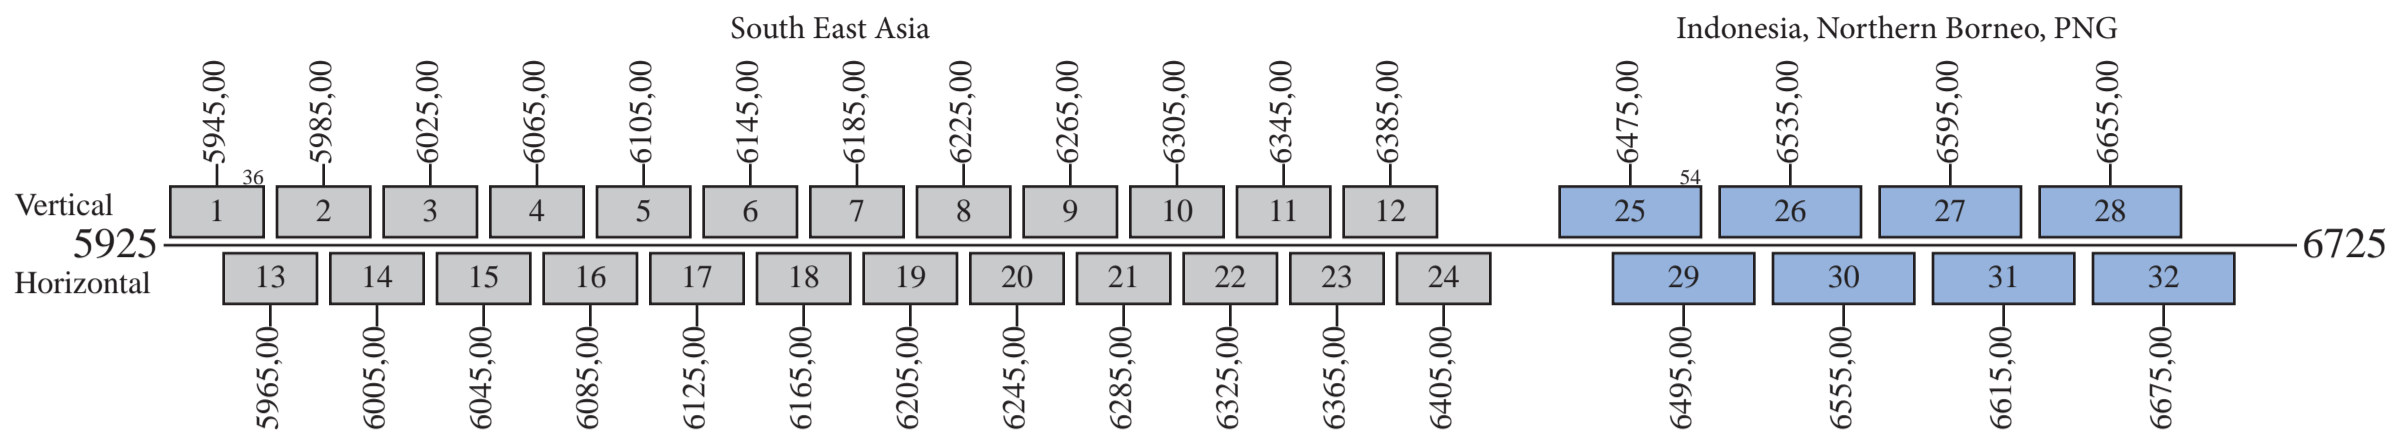 South East Asia
Indonesia, Northern Borneo, PNG
5945,00 5985,00 6025,00 6065,00 6105,00 6145,00 6185,00 6225,00 6265,00 6305,00 6345,00 6385,00 6475,00 6535,00 6595,00 6655,00
36 54
Vertical 1 2 3 4 5 6 7 8 9 10 11 12 25 26 27 28
5925 6725
Horizontal 13 14 15 16 17 18 19 20 21 22 23 24 29 30 31 32
5965,00 6005,00 6045,00 6085,00 6125,00 6165,00 6205,00 6245,00 6285,00 6325,00 6365,00 6405,00 6495,00 6555,00 6615,00 6675,00